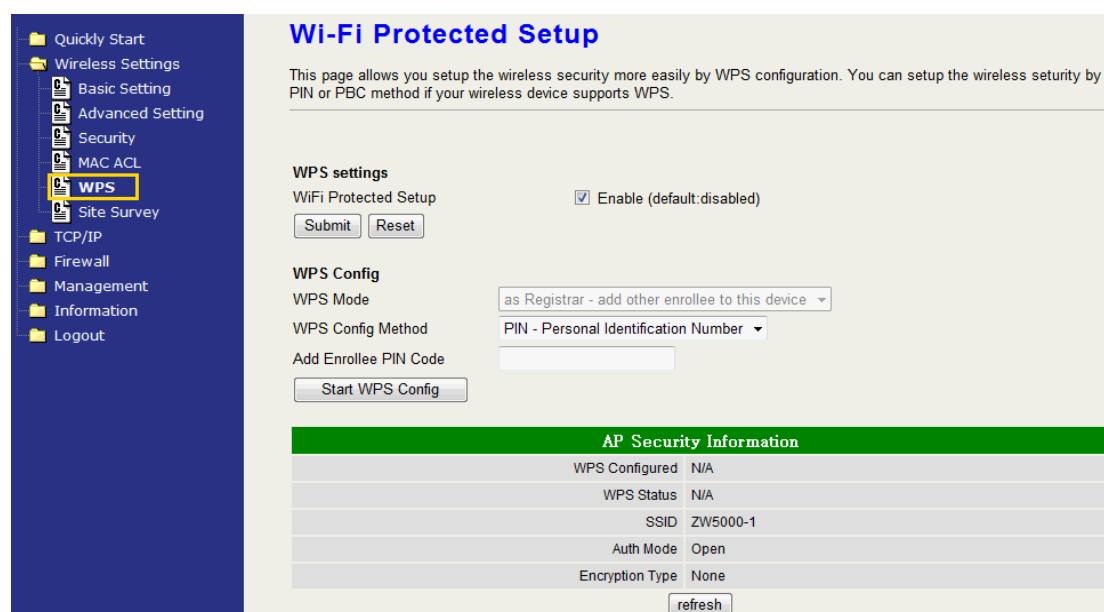 Quickly Start
Wireless Settings
Basic Setting
Advanced Setting
Security
MAC ACL
WPS
Site Survey
TCP/IP
Firewall
Management
Information
Logout
Wi-Fi Protected Setup
This page allows you setup the wireless security more easily by WPS configuration. You can setup the wireless seturity by
PIN or PBC method if your wireless device supports WPS.
WPS settings
WiFi Protected Setup Enable (default:disabled)
Submit Reset
WPS Config
WPS Mode as Registrar - add other enrollee to this device
WPS Config Method PIN - Personal Identification Number
Add Enrollee PIN Code
Start WPS Config
AP Security Information
WPS Configured N/A
WPS Status N/A
SSID ZW5000-1
Auth Mode Open
Encryption Type None
refresh